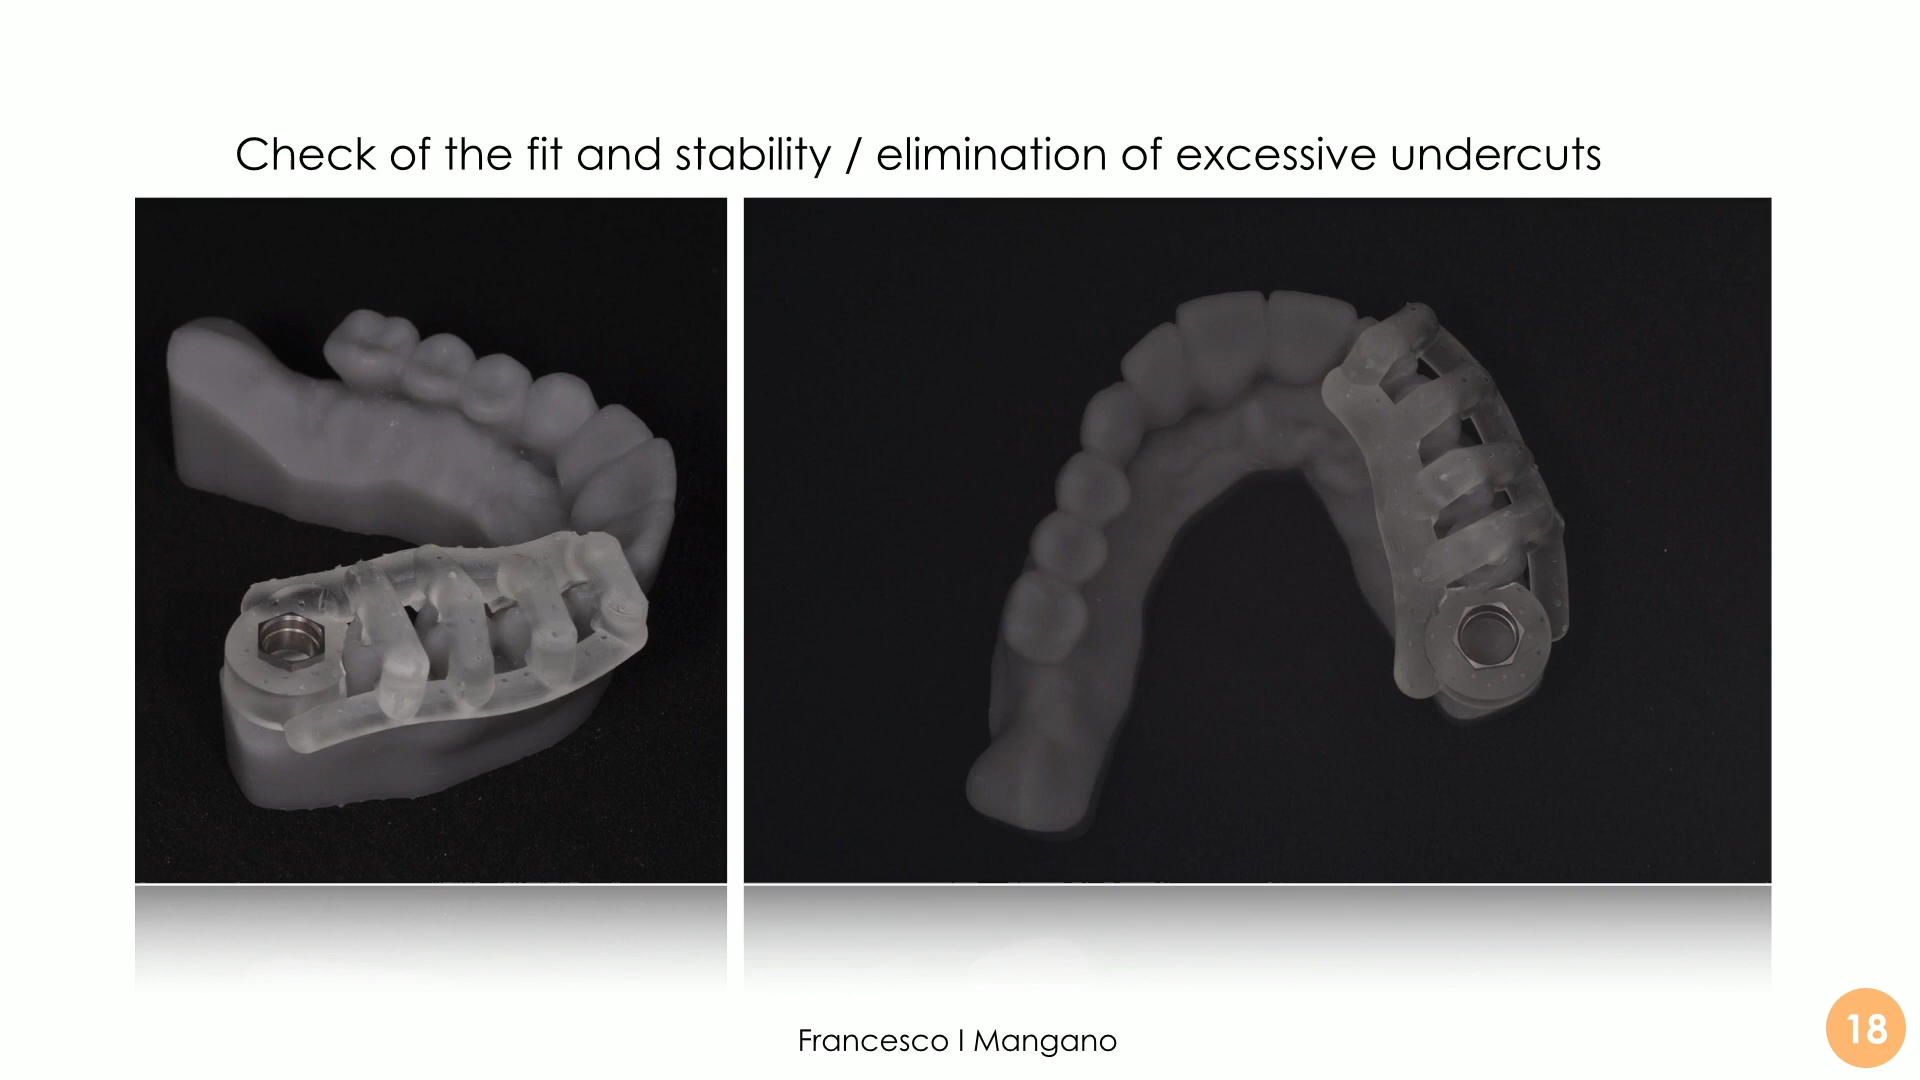 Check of the fit and stability / elimination of excessive undercuts
Francesco I Mangano
18